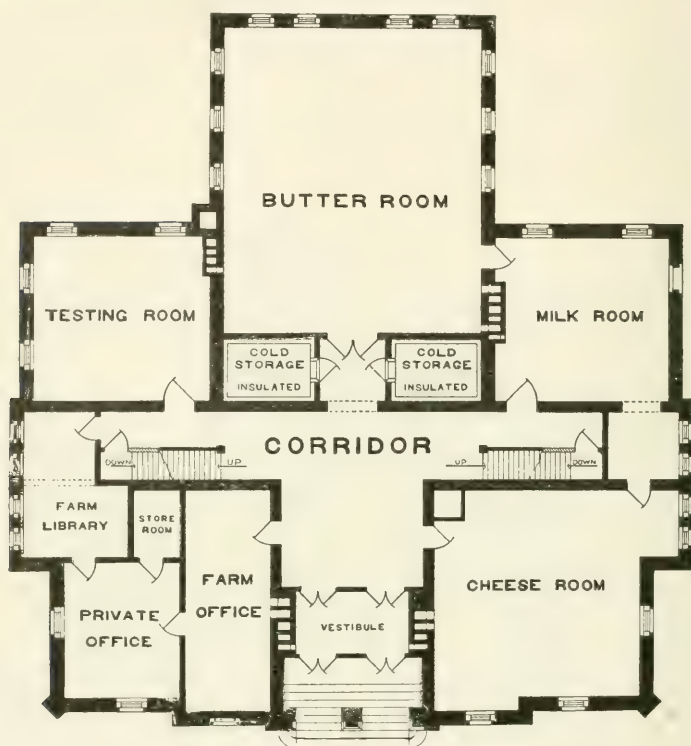 BUTTER ROOM
TESTING ROOM
MILK ROOM
COLD
STORAGE
INSULATED
COLD
STORAGE
INSULATED
CORRIDOR
DOWN
UP
UP
DOWN
FARM
LIBRARY
STORE
ROOM
FARM
OFFICE
CHEESE ROOM
PRIVATE
OFFICE
VESTIBULE